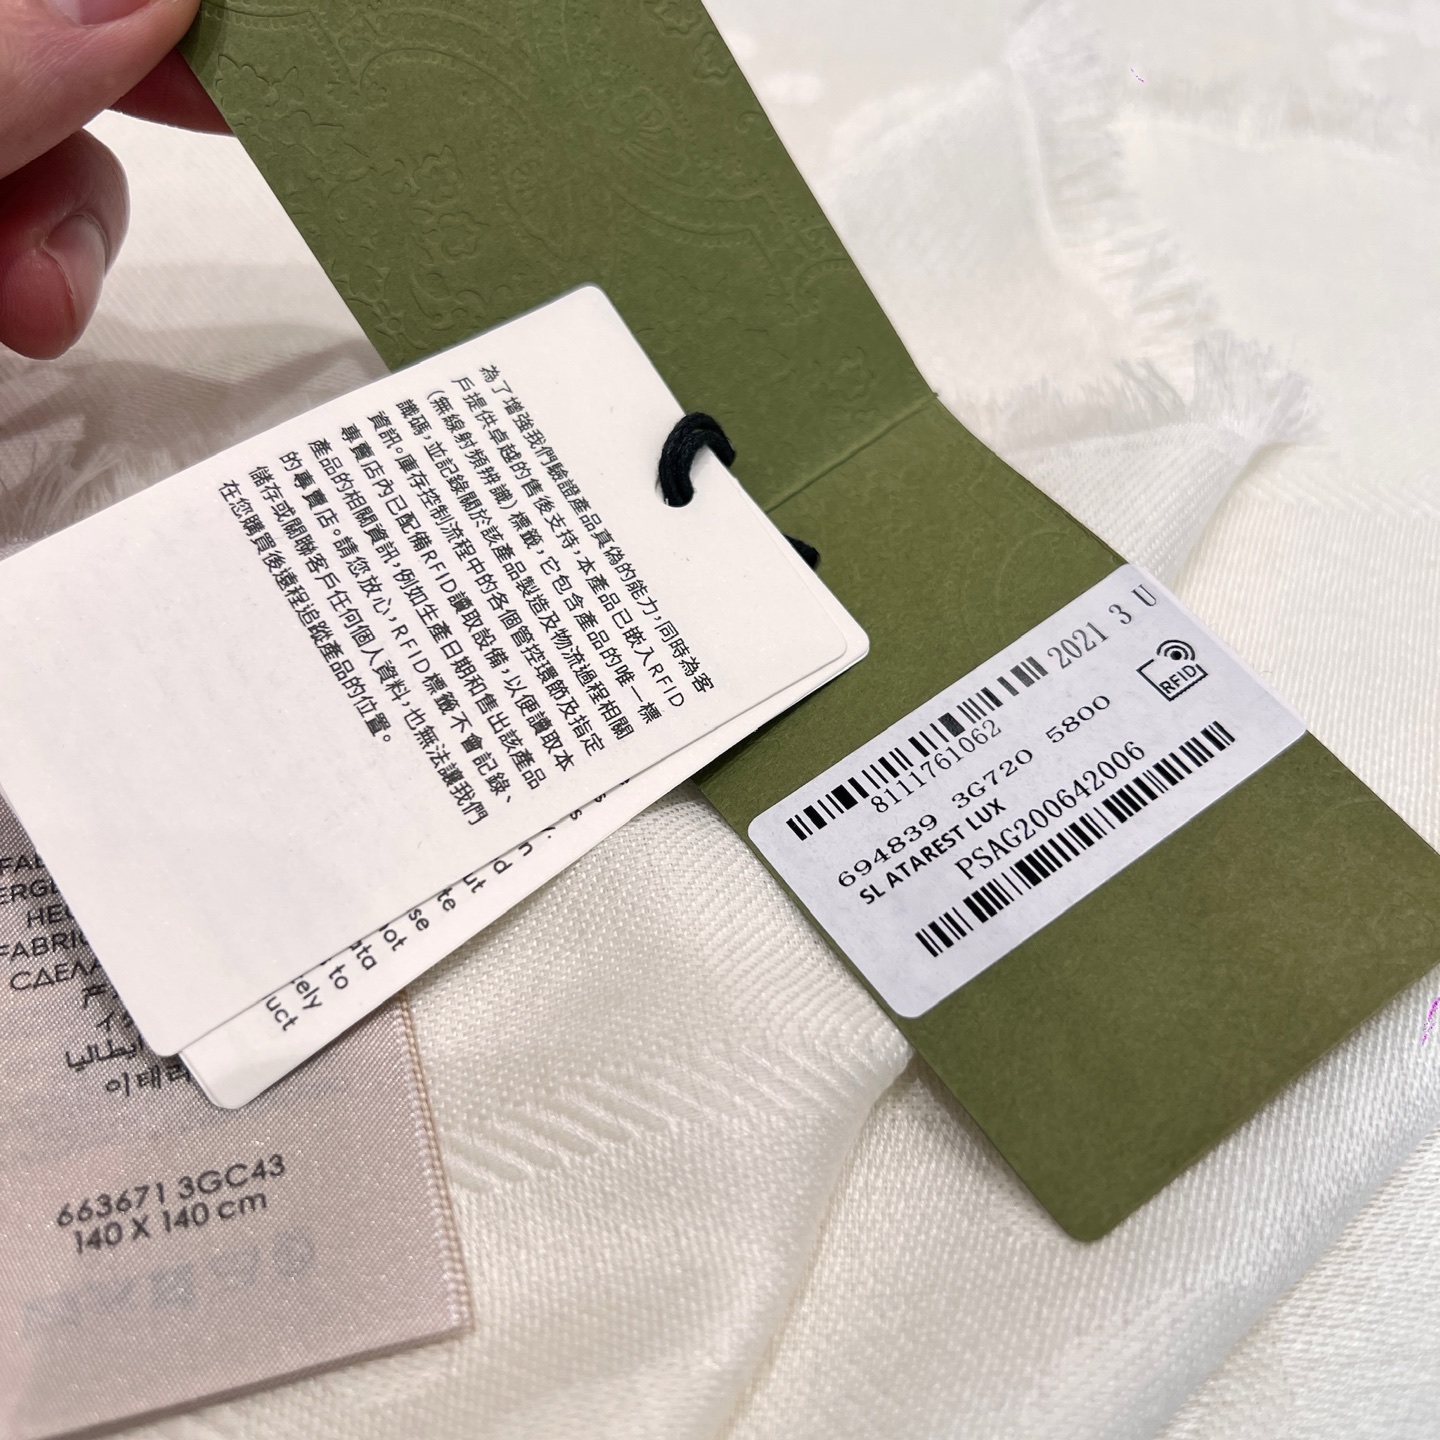 為了增強我們驗證產品真偽的能力，同時為客
戶提供卓越的售後支持，本產品已嵌入RFID
（無線射頻辨識）標籤，它包含產品的唯一標
識碼，並記錄關於該產品製造及物流過程相關
資訊。庫存控制流程中的各個管控環節及指定
專賣店內已配備RFID讀取設備，以便讀取本
產品的相關資訊，例如生產日期和售出該產品
的專賣店。請您放心，RFID標籤不會記錄、
儲存或關聯客戶任何個人資料，也無法讓我們
在您購買後遠程追蹤產品的位置。
2021 3 U
8111761062
RFID
694839 3G720 5800
SL ATAREST LUX
PSAG200642006
663671 3GC43
140 X 140 cm